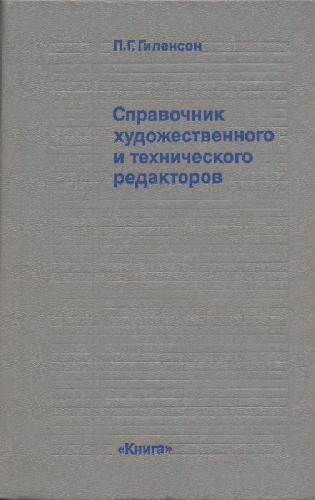 П.Г. Гиленсон
Справочник
художественного
и технического
редакторов
«Книга»